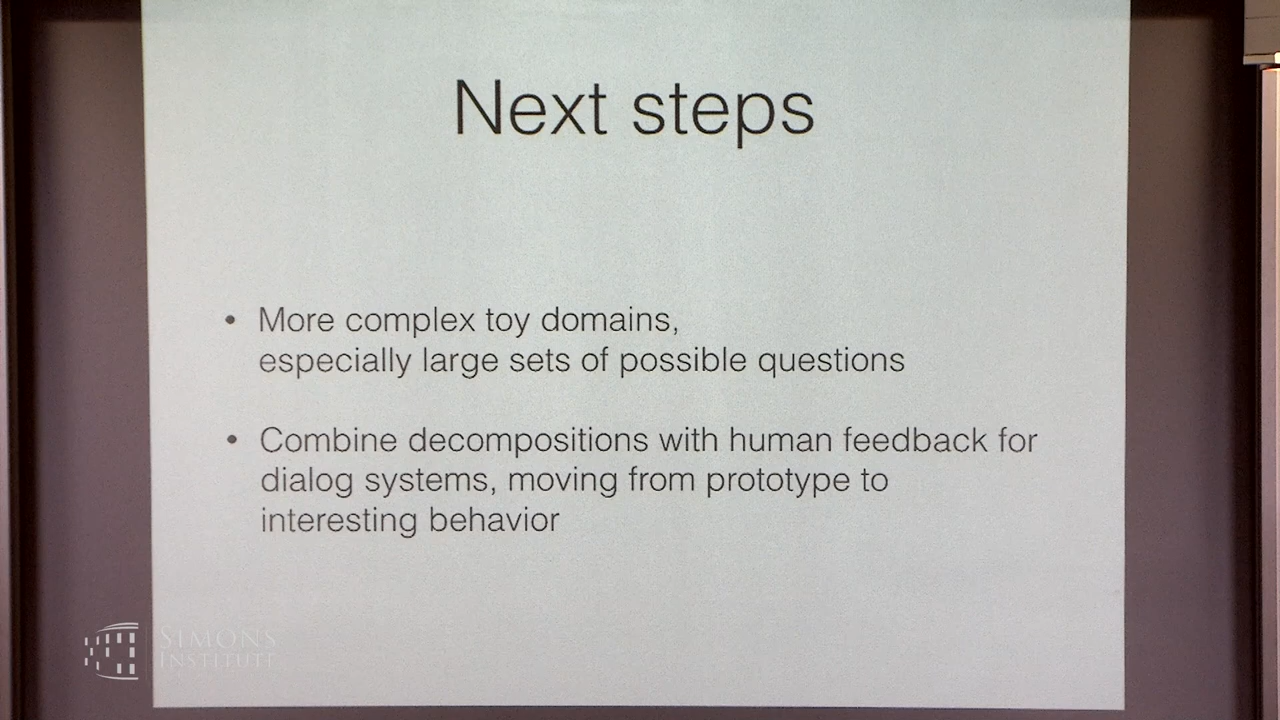 Next steps
• More complex toy domains,
especially large sets of possible questions
• Combine decompositions with human feedback for
dialog systems, moving from prototype to
interesting behavior
SIMONS
INSTITUTE